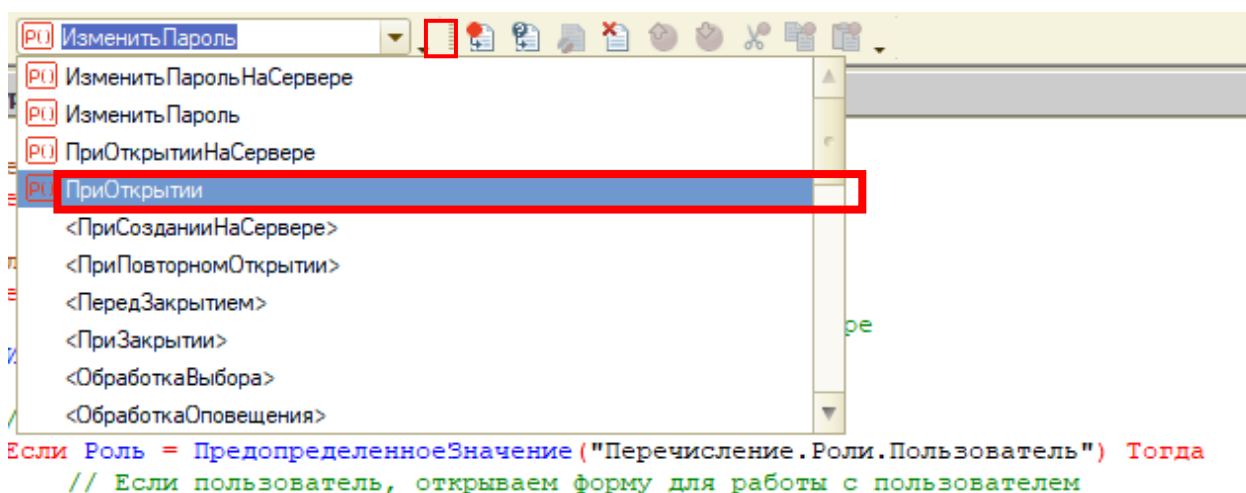 P() ИзменитьПароль
P() ИзменитьПарольНаСервере
P() ИзменитьПароль
P() ПриОткрытииНаСервере
P() ПриОткрытии
<ПриСозданииНаСервере>
<ПриПовторномОткрытии>
<ПередЗакрытием>
<ПриЗакрытии>
ре
<ОбработкаВыбора>
<ОбработкаОповещения>
Если Роль = ПредопределенноеЗначение("Перечисление.Роли.Пользователь") Тогда
// Если пользователь, открываем форму для работы с пользователем